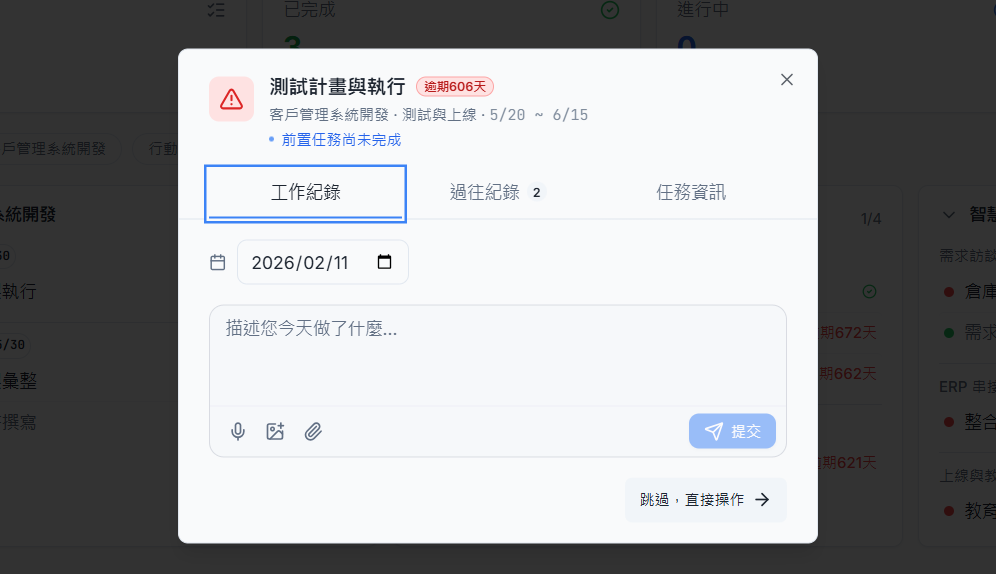 已完成
進行中
3
0
測試計畫與執行
逾期606天
客戶管理系統開發 · 測試與上線 · 5/20 ~ 6/15
前置任務尚未完成
工作紀錄
過往紀錄 2
任務資訊
2026/02/11
描述您今天做了什麼...
提交
跳過，直接操作
戶管理系統開發
行動
系統開發
執行
5/30
彙整
撰寫
1/4
期672天
期662天
期621天
智慧
需求訪談
倉庫
需求
ERP 串接
整合
上線與教
教育